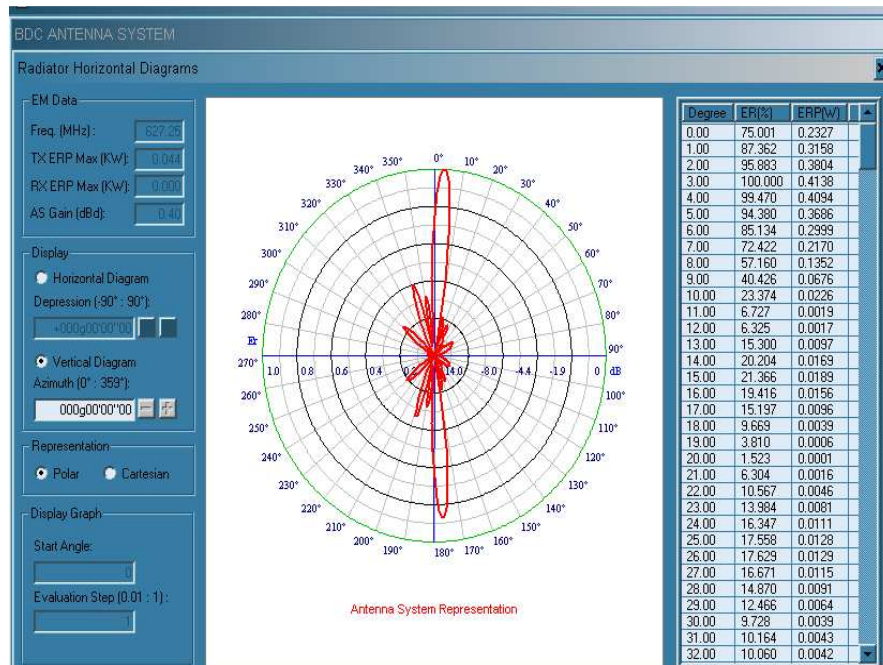 BDC ANTENNA SYSTEM
Radiator Horizontal Diagrams
EM Data
Freq. (MHz) : 627.25
TX ERP Max (KW): 0.044
RX ERP Max (KW): 0.000
AS Gain (dBd): 0.40
Display
Horizontal Diagram
Depression (-90° : 90°):
+000g00'00"00
Vertical Diagram
Azimuth (0° : 359°):
000g00'00"00
Representation
Polar Cartesian
Display Graph
Start Angle:
0
Evaluation Step (0.01 : 1) :
1
0° 10° 20° 30° 40° 50° 60° 70° 80° 90° 100° 110° 120° 130° 140° 150° 160° 170° 180° 190° 200° 210° 220° 230° 240° 250° 260° 270° 280° 290° 300° 310° 320° 330° 340° 350°
Er
1.0 0.8 0.6 0.4 0.2 -14.0 -8.0 -4.4 -1.9 0 dB
Antenna System Representation
Degree ER(%) ERP(W)
0.00 75.001 0.2327
1.00 87.362 0.3158
2.00 95.883 0.3804
3.00 100.000 0.4138
4.00 99.470 0.4094
5.00 94.380 0.3686
6.00 85.134 0.2999
7.00 72.422 0.2170
8.00 57.160 0.1352
9.00 40.426 0.0676
10.00 23.374 0.0226
11.00 6.727 0.0019
12.00 6.325 0.0017
13.00 15.300 0.0097
14.00 20.204 0.0169
15.00 21.366 0.0189
16.00 19.416 0.0156
17.00 15.197 0.0096
18.00 9.669 0.0039
19.00 3.810 0.0006
20.00 1.523 0.0001
21.00 6.304 0.0016
22.00 10.567 0.0046
23.00 13.984 0.0081
24.00 16.347 0.0111
25.00 17.558 0.0128
26.00 17.629 0.0129
27.00 16.671 0.0115
28.00 14.870 0.0091
29.00 12.466 0.0064
30.00 9.728 0.0039
31.00 10.164 0.0043
32.00 10.060 0.0042